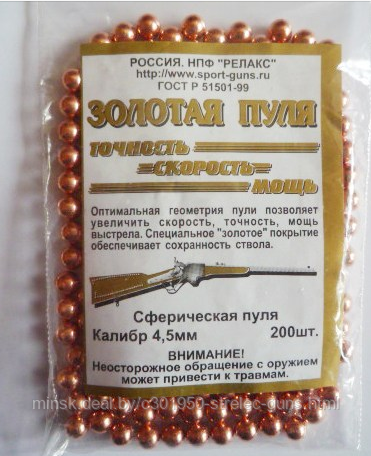 РОССИЯ. НПФ "РЕЛАКС"
http://www.sport-guns.ru
ГОСТ Р 51501-99
ЗОЛОТАЯ ПУЛЯ
ТОЧНОСТЬ
СКОРОСТЬ
МОЩЬ
Оптимальная геометрия пули позволяет
увеличить скорость, точность, мощь
выстрела. Специальное "золотое" покрытие
обеспечивает сохранность ствола.
Сферическая пуля
Калибр 4,5мм 200шт.
ВНИМАНИЕ!
Неосторожное обращение с оружием
может привести к травмам.
minsk.deal.by/c301950-strelec-guns.html